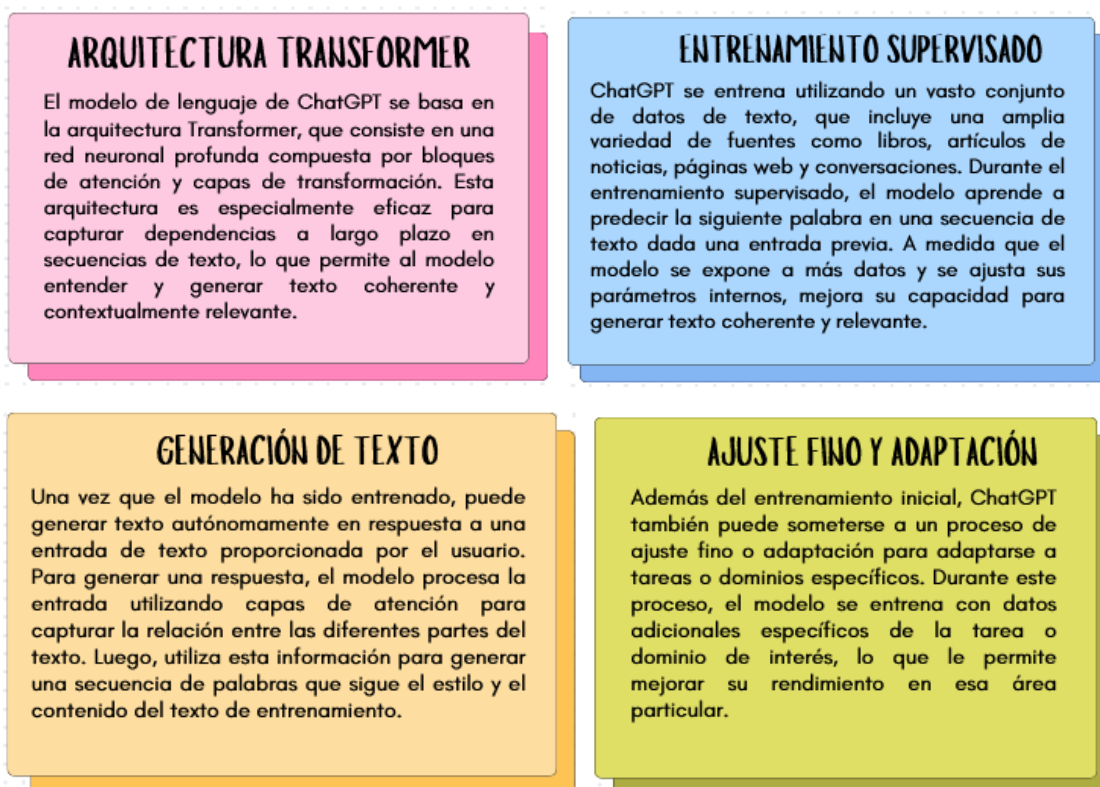 ARQUITECTURA TRANSFORMER
El modelo de lenguaje de ChatGPT se basa en
la arquitectura Transformer, que consiste en una
red neuronal profunda compuesta por bloques
de atención y capas de transformación. Esta
arquitectura es especialmente eficaz para
capturar dependencias a largo plazo en
secuencias de texto, lo que permite al modelo
entender y generar texto coherente y
contextualmente relevante.
ENTRENAMIENTO SUPERVISADO
ChatGPT se entrena utilizando un vasto conjunto
de datos de texto, que incluye una amplia
variedad de fuentes como libros, artículos de
noticias, páginas web y conversaciones. Durante el
entrenamiento supervisado, el modelo aprende a
predecir la siguiente palabra en una secuencia de
texto dada una entrada previa. A medida que el
modelo se expone a más datos y se ajusta sus
parámetros internos, mejora su capacidad para
generar texto coherente y relevante.
GENERACIÓN DE TEXTO
Una vez que el modelo ha sido entrenado, puede
generar texto autónomamente en respuesta a una
entrada de texto proporcionada por el usuario.
Para generar una respuesta, el modelo procesa la
entrada utilizando capas de atención para
capturar la relación entre las diferentes partes del
texto. Luego, utiliza esta información para generar
una secuencia de palabras que sigue el estilo y el
contenido del texto de entrenamiento.
AJUSTE FINO Y ADAPTACIÓN
Además del entrenamiento inicial, ChatGPT
también puede someterse a un proceso de
ajuste fino o adaptación para adaptarse a
tareas o dominios específicos. Durante este
proceso, el modelo se entrena con datos
adicionales específicos de la tarea o
dominio de interés, lo que le permite
mejorar su rendimiento en esa área
particular.